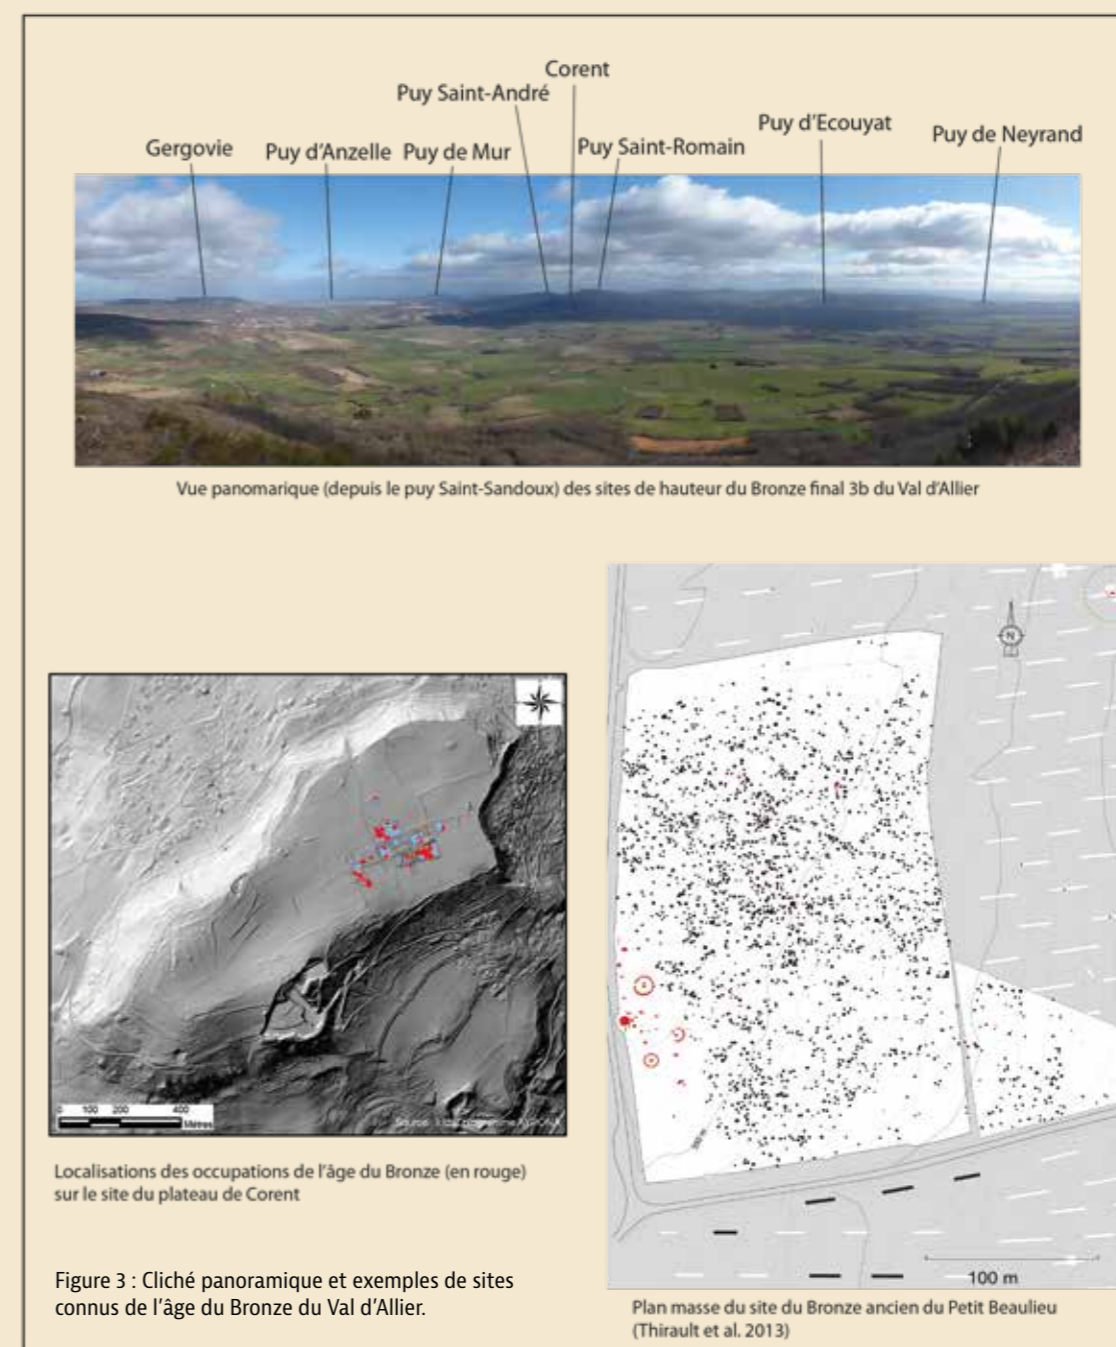 Corent
Puy Saint-André
Puy d'Ecouyat
Puy de Neyrand
Gergovie
Puy d'Anzelle
Puy de Mur
Puy Saint-Romain
Vue panomarique (depuis le puy Saint-Sandoux) des sites de hauteur du Bronze final 3b du Val d'Allier
N
0 100 200 400
Mètres
Localisations des occupations de l'âge du Bronze (en rouge)
sur le site du plateau de Corent
Figure 3 : Cliché panoramique et exemples de sites
connus de l'âge du Bronze du Val d'Allier.
100 m
Plan masse du site du Bronze ancien du Petit Beaulieu
(Thirault et al. 2013)